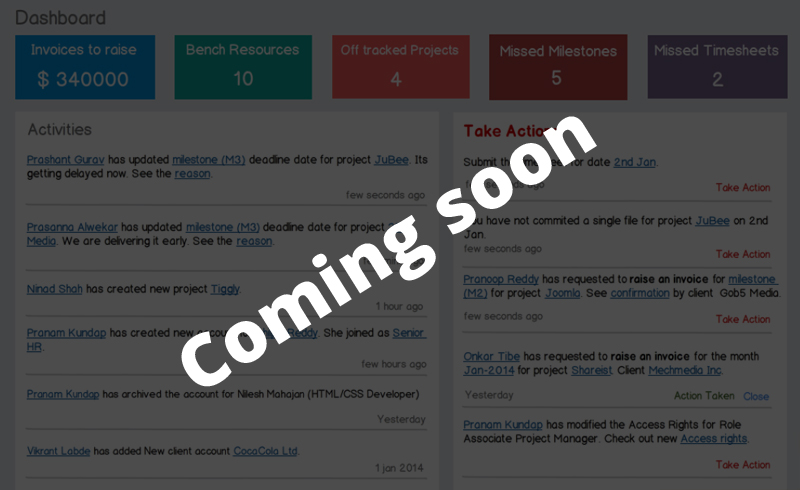 Dashboard
Invoices to raise
$ 340000
Bench Resources
10
Off tracked Projects
4
Missed Milestones
5
Missed Timesheets
2
Activities
Prashant Gurav has updated milestone (M3) deadline date for project JuBee. Its
getting delayed now. See the reason.
few seconds ago
Prasanna Alwekar has updated milestone (M3) deadline date for project
Media. We are delivering it early. See the reason.
Ninad Shah has created new project Tiggly.
1 hour ago
Pranam Kundap has created new Reddy. She joined as Senior
HR.
few hours ago
Pranam Kundap has archived the account for Nilesh Mahajan (HTML/CSS Developer)
Yesterday
Vikrant Labde has added New client account CocaCola Ltd.
1 jan 2014
Take Action
Submit for date 2nd Jan.
ago
Take Action
You have not commited a single file for project JuBee on 2nd
Jan.
few seconds ago
Take Action
Pranoop Reddy has requested to raise an invoice for milestone
(M2) for project Joomla. See confirmation by client Gob5 Media.
few seconds ago
Take Action
Onkar Tibe has requested to raise an invoice for the month
Jan-2014 for project Shareist. Client Mechmedia Inc.
Yesterday
Action Taken
Close
Pranam Kundap has modified the Access Rights for Role
Associate Project Manager. Check out new Access rights.
Take Action
Coming soon